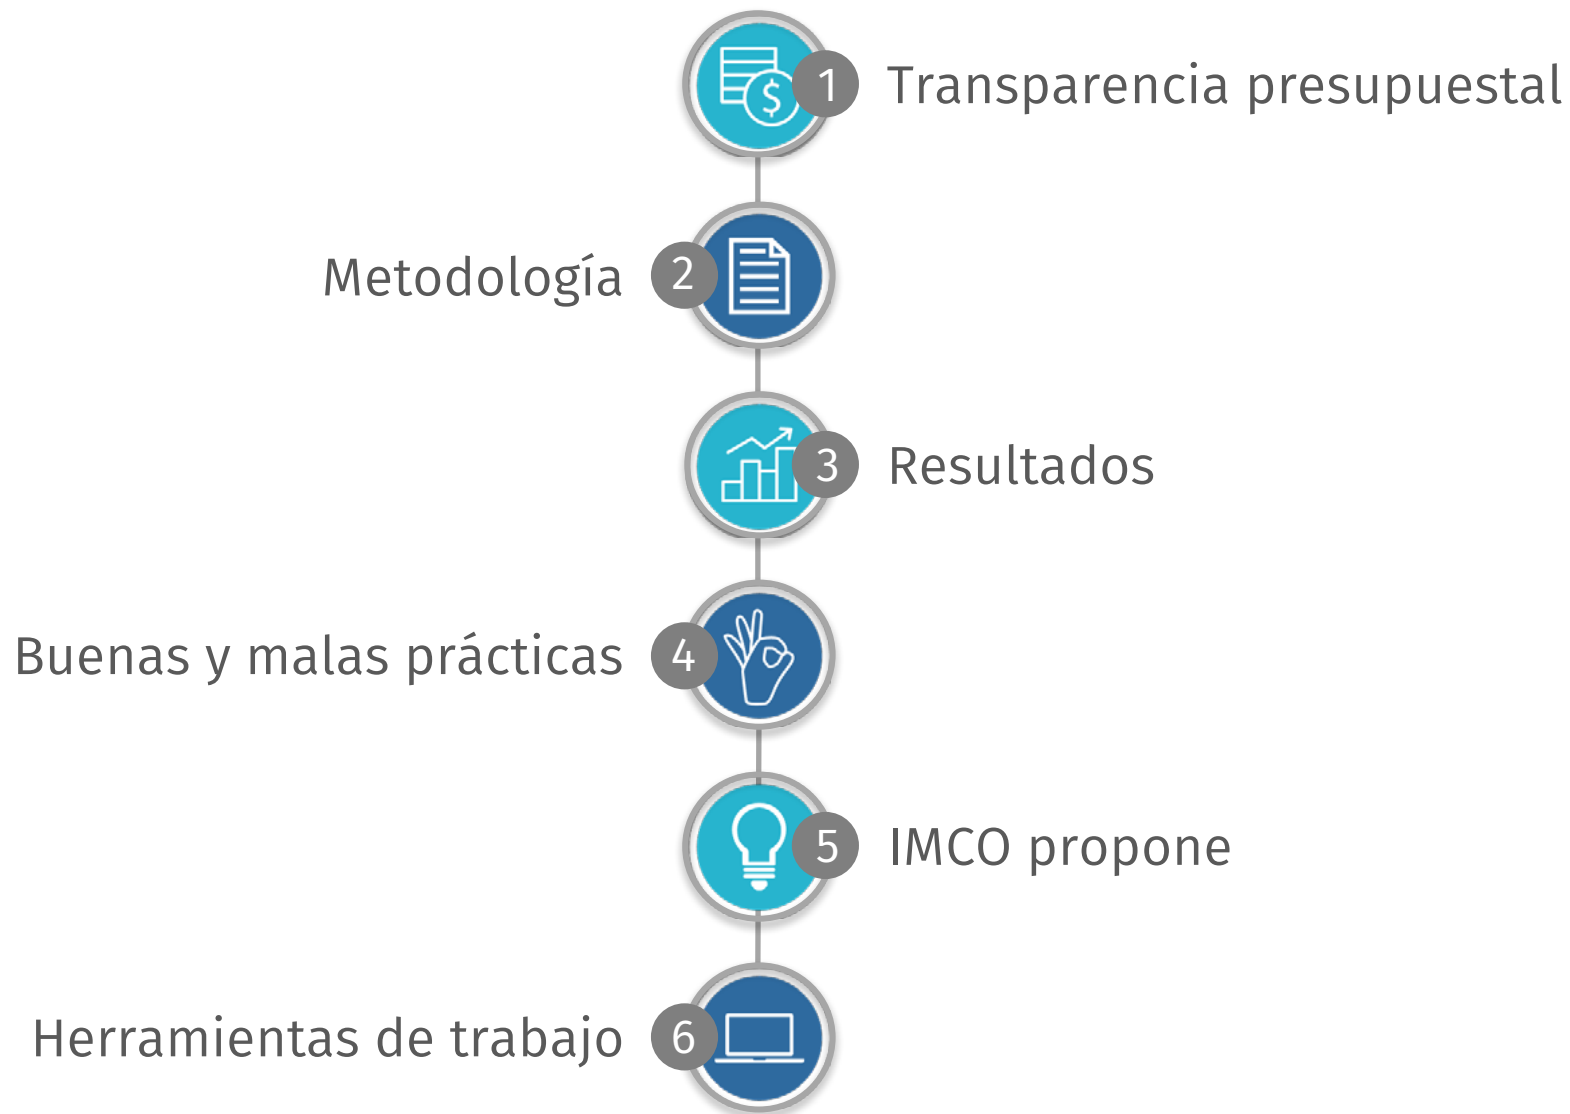 $ 1 Transparencia presupuestal
Metodología 2
3 Resultados
Buenas y malas prácticas 4
5 IMCO propone
Herramientas de trabajo 6